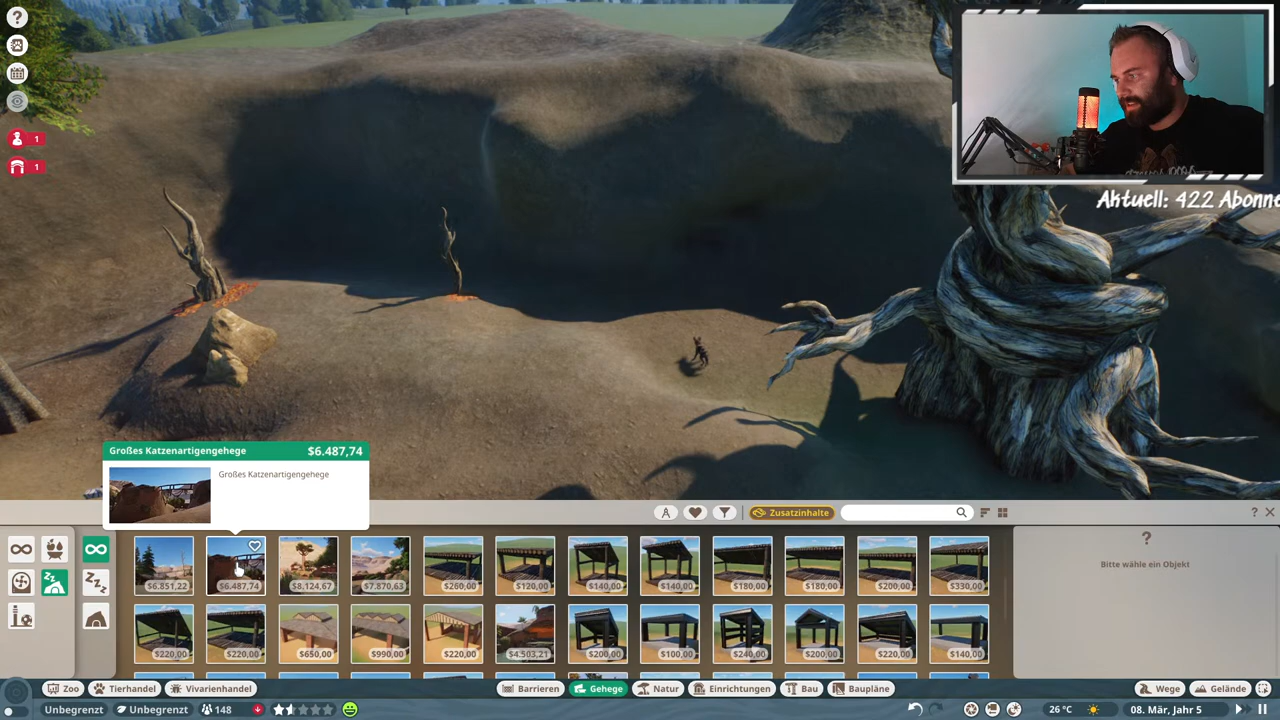 1
1
Aktuell: 422 Abonne
Großes Katzenartigengehege $6.487,74
Großes Katzenartigengehege
Zusatzinhalte
? ×
$6.851,22 $6.487,74 $8.124,67 $7.870,63 $260,00 $120,00 $140,00 $140,00 $180,00 $180,00 $200,00 $330,00
?
Bitte wähle ein Objekt
$220,00 $220,00 $650,00 $990,00 $220,00 $4.503,21 $200,00 $100,00 $240,00 $200,00 $220,00 $140,00
Zoo Tierhandel Vivarienhandel Barrieren Gehege Natur Einrichtungen Bau Baupläne Wege Gelände
Unbegrenzt Unbegrenzt 148 26 °C 08. Mär, Jahr 5